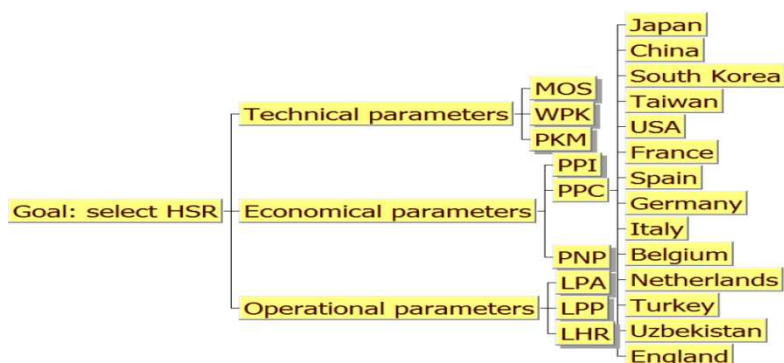 Goal: select HSR
Technical parameters
MOS
WPK
PKM
Economical parameters
PPI
PPC
PNP
Operational parameters
LPA
LPP
LHR
Japan
China
South Korea
Taiwan
USA
France
Spain
Germany
Italy
Belgium
Netherlands
Turkey
Uzbekistan
England